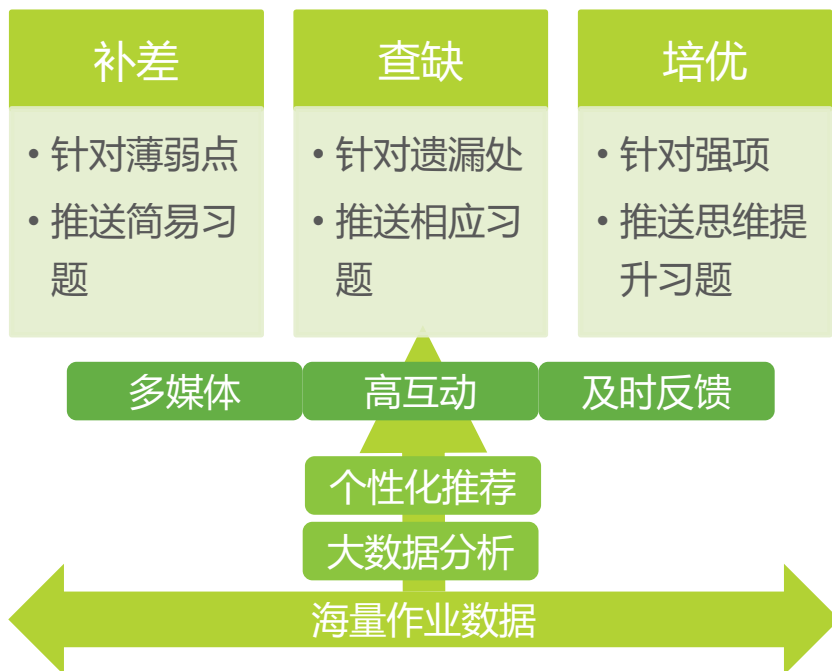 补差
• 针对薄弱点
• 推送简易习
题
查缺
• 针对遗漏处
• 推送相应习
题
培优
• 针对强项
• 推送思维提
升习题
多媒体
高互动
及时反馈
个性化推荐
大数据分析
海量作业数据